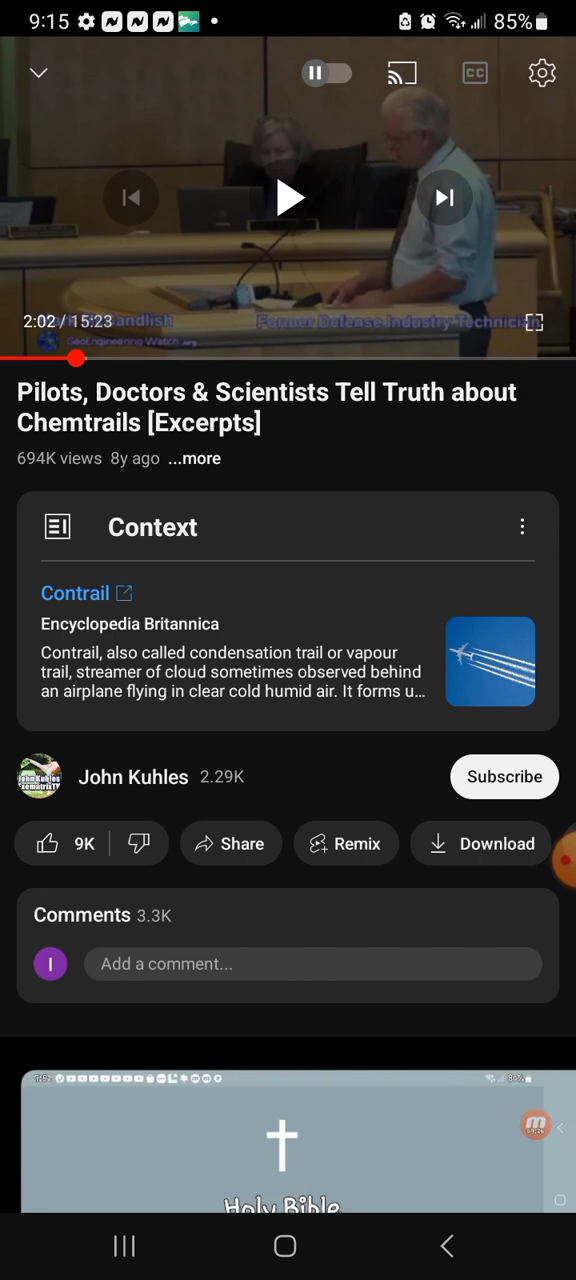 9:15
85%
CC
2:02 / 15:23
Former Defense Industry Technician
GeoEngineering Watch.org
Pilots, Doctors & Scientists Tell Truth about
Chemtrails [Excerpts]
694K views 8y ago ...more
Context
Contrail
Encyclopedia Britannica
Contrail, also called condensation trail or vapour
trail, streamer of cloud sometimes observed behind
an airplane flying in clear cold humid air. It forms u...
John Kuhles 2.29K
Subscribe
9K
Share
Remix
Download
Comments 3.3K
I
Add a comment...
Holy Bible